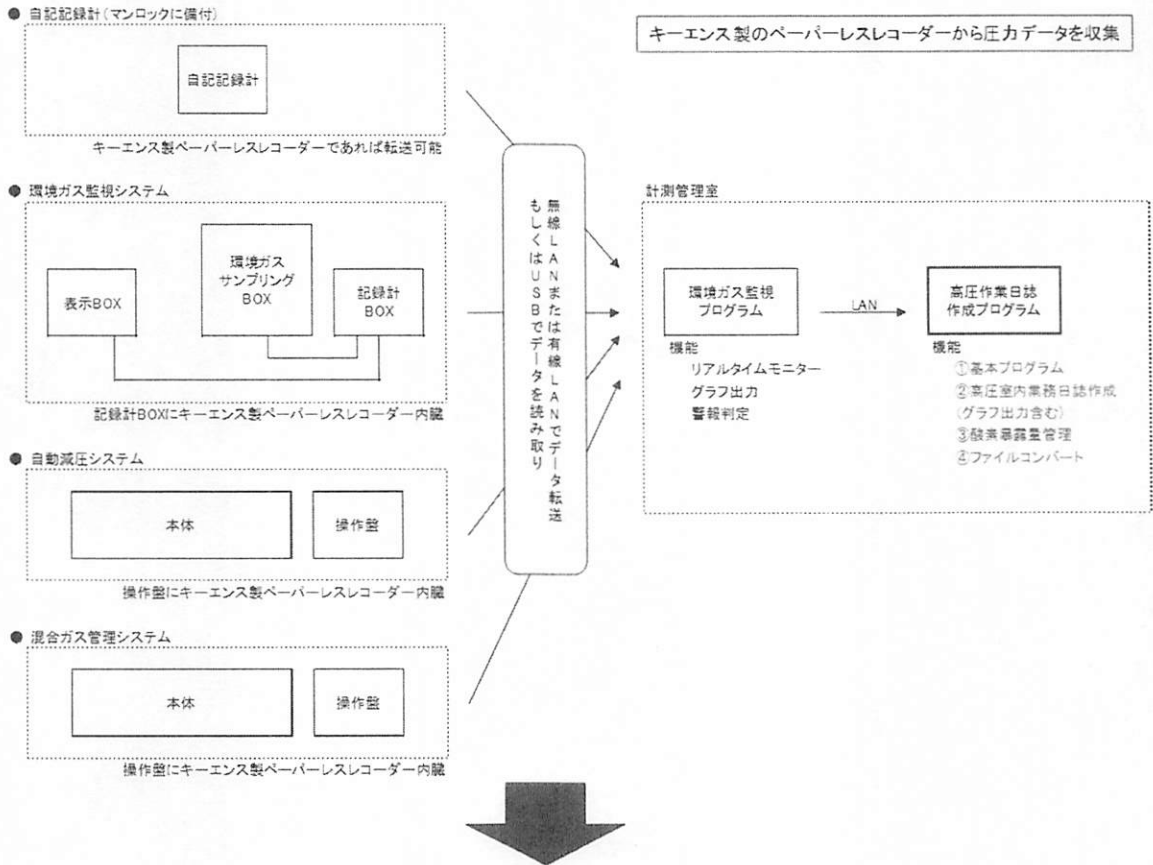 ● 自記記録計(マンロックに備付)
自記記録計
キーエンス製ペーパーレスレコーダーであれば転送可能
キーエンス製のペーパーレスレコーダーから圧力データを収集
● 環境ガス監視システム
表示BOX
環境ガス
サンプリング
BOX
記録計
BOX
記録計BOXにキーエンス製ペーパーレスレコーダー内臓
● 自動減圧システム
本体
操作盤
操作盤にキーエンス製ペーパーレスレコーダー内臓
● 混合ガス管理システム
本体
操作盤
操作盤にキーエンス製ペーパーレスレコーダー内臓
無線LANまたは有線LANでデータ転送
もしくはUSBでデータを読み取り
計測管理室
環境ガス監視
プログラム
機能
リアルタイムモニター
グラフ出力
警報判定
LAN
高圧作業日誌
作成プログラム
機能
①基本プログラム
②高圧室内業務日誌作成
(グラフ出力含む)
③酸素暴露量管理
④ファイルコンバート